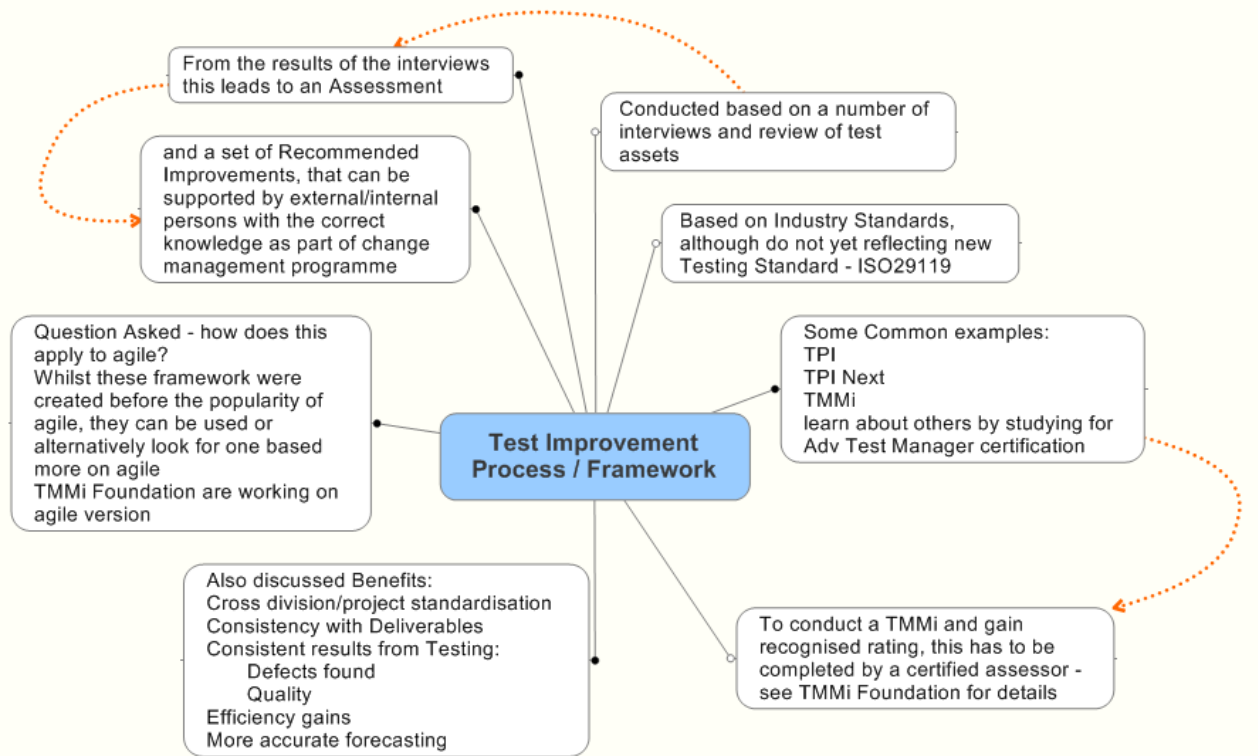 From the results of the interviews
this leads to an Assessment
Conducted based on a number of
interviews and review of test
assets
and a set of Recommended
Improvements, that can be
supported by external/internal
persons with the correct
knowledge as part of change
management programme
Based on Industry Standards,
although do not yet reflecting new
Testing Standard - ISO29119
Question Asked - how does this
apply to agile?
Whilst these framework were
created before the popularity of
agile, they can be used or
alternatively look for one based
more on agile
TMMi Foundation are working on
agile version
Some Common examples:
TPI
TPI Next
TMMi
learn about others by studying for
Adv Test Manager certification
Test Improvement
Process / Framework
Also discussed Benefits:
Cross division/project standardisation
Consistency with Deliverables
Consistent results from Testing:
Defects found
Quality
Efficiency gains
More accurate forecasting
To conduct a TMMi and gain
recognised rating, this has to be
completed by a certified assessor -
see TMMi Foundation for details